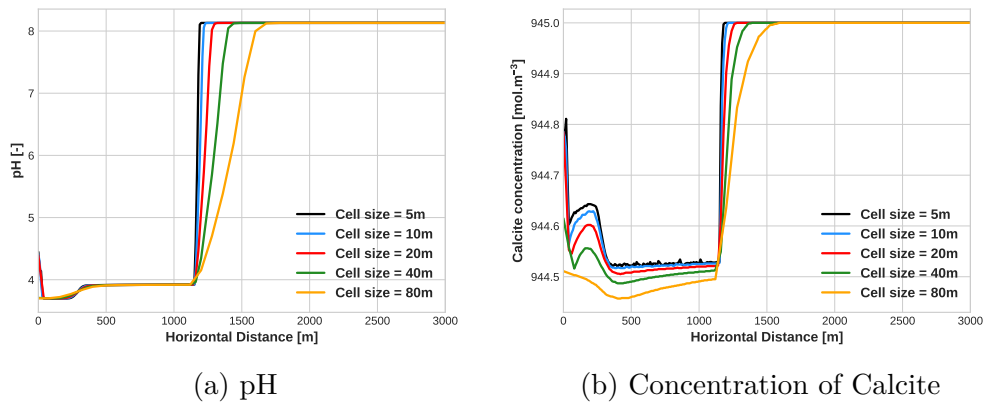 8
7
6
5
4
pH [-]
Cell size = 5m
Cell size = 10m
Cell size = 20m
Cell size = 40m
Cell size = 80m
0 500 1000 1500 2000 2500 3000
Horizontal Distance [m]
(a) pH
945.0
944.9
944.8
944.7
944.6
944.5
Calcite concentration [mol.m⁻³]
Cell size = 5m
Cell size = 10m
Cell size = 20m
Cell size = 40m
Cell size = 80m
0 500 1000 1500 2000 2500 3000
Horizontal Distance [m]
(b) Concentration of Calcite